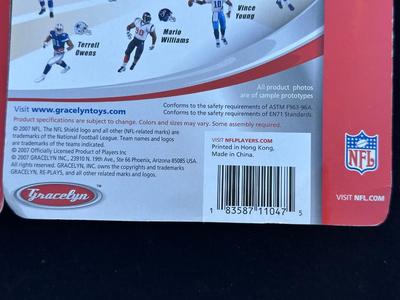 Vince
Young
Mario
Williams
Terrell
Owens
All product photos
are of sample prototypes
Visit www.gracelyntoys.com
Conforms to the safety requirements of ASTM F963-96A.
Conforms to the safety requirements of EN71 Standards.
Product specifications are subject to change. Colors and sizes may vary. Some assembly required.
© 2007 NFL. The NFL Shield logo and all other (NFL-related marks) are
trademarks of the National Football League. Team names and logos
are trademarks of the teams indicated.
© 2007 Officially Licensed Product of Players Inc
© 2007 GRACELYN INC., 23910 N. 19th Ave., Ste 66 Phoenix, Arizona 85085 USA.
All rights reserved. GRACELYN INC. owns the copyrights and trademarks
GRACELYN, RE-PLAYS, and all other related marks and logos.
VISIT NFLPLAYERS.COM
Printed in Hong Kong,
Made in China.
1 83587 11047 5
Gracelyn
NFL
VISIT NFL.COM